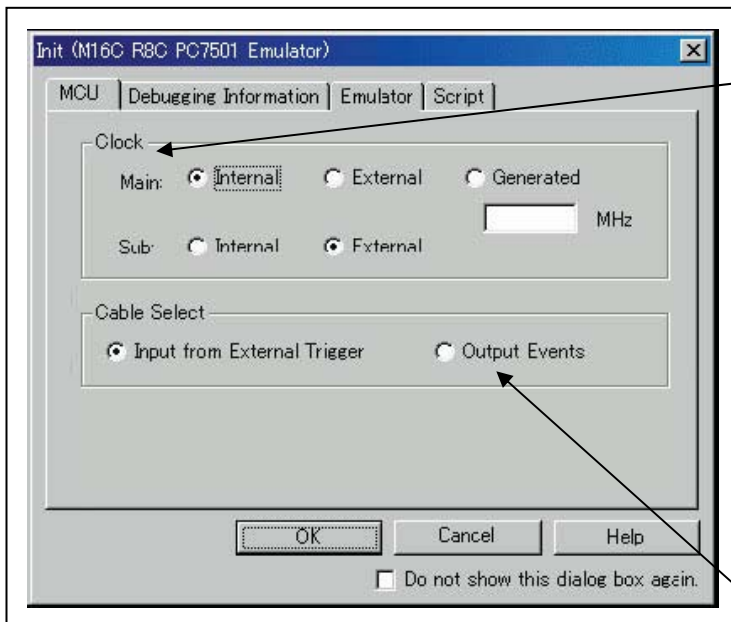 Init (M16C R8C PC7501 Emulator)
MCU Debugging Information Emulator Script
Clock
Main: Internal External Generated
MHz
Sub: Internal External
Cable Select
Input from External Trigger Output Events
OK Cancel Help
Do not show this dialog box again.